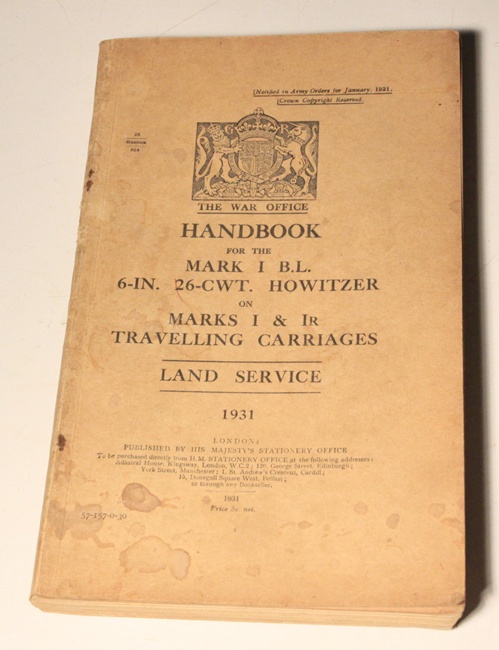 Notified in Army Orders for January, 1931.
Crown Copyright Reserved.
26
G R
THE WAR OFFICE
HANDBOOK
FOR THE
MARK I B.L.
6-IN. 26-CWT. HOWITZER
ON
MARKS I & IR
TRAVELLING CARRIAGES
LAND SERVICE
1931
LONDON:
PUBLISHED BY HIS MAJESTY'S STATIONERY OFFICE
To be purchased directly from H.M. STATIONERY OFFICE at the following addresses:
Adastral House, Kingsway, London, W.C.2; 120, George Street, Edinburgh;
York Street, Manchester; 1, St. Andrew's Crescent, Cardiff;
15, Donegall Square West, Belfast;
or through any Bookseller.
1931
Price net.
57-157-0-30